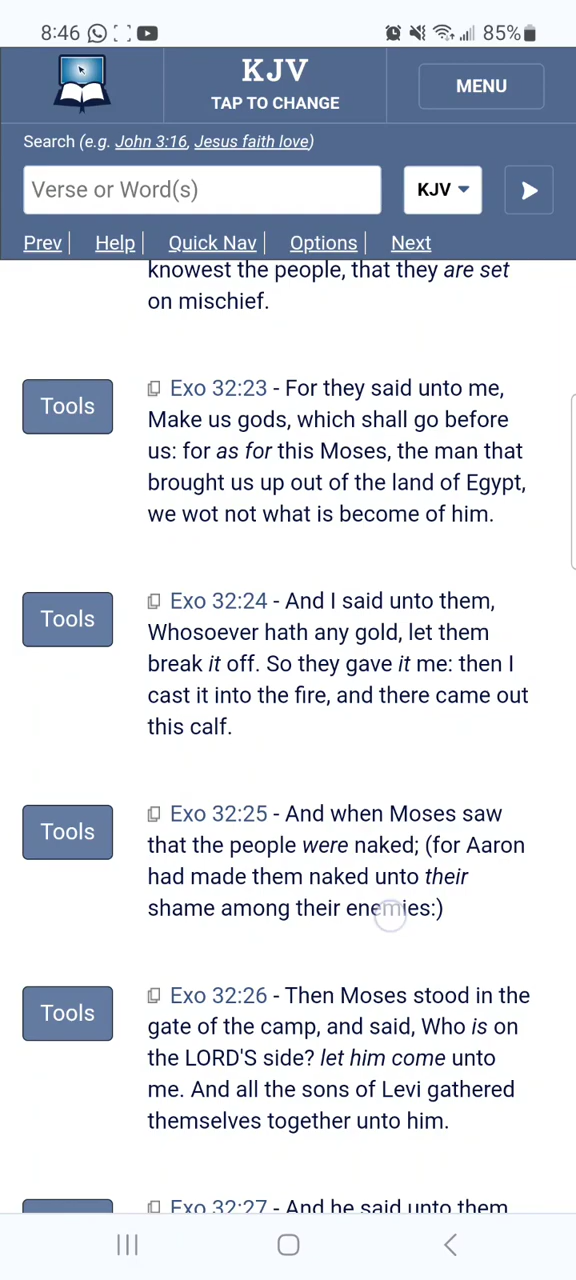 8:46 85%
KJV
TAP TO CHANGE
MENU
Search (e.g. John 3:16, Jesus faith love)
Verse or Word(s)
KJV
Prev Help Quick Nav Options Next
knowest the people, that they are set
on mischief.
Tools
Exo 32:23 - For they said unto me,
Make us gods, which shall go before
us: for as for this Moses, the man that
brought us up out of the land of Egypt,
we wot not what is become of him.
Tools
Exo 32:24 - And I said unto them,
Whosoever hath any gold, let them
break it off. So they gave it me: then I
cast it into the fire, and there came out
this calf.
Tools
Exo 32:25 - And when Moses saw
that the people were naked; (for Aaron
had made them naked unto their
shame among their enemies:)
Tools
Exo 32:26 - Then Moses stood in the
gate of the camp, and said, Who is on
the LORD'S side? let him come unto
me. And all the sons of Levi gathered
themselves together unto him.
Exo 32:27 - And he said unto them